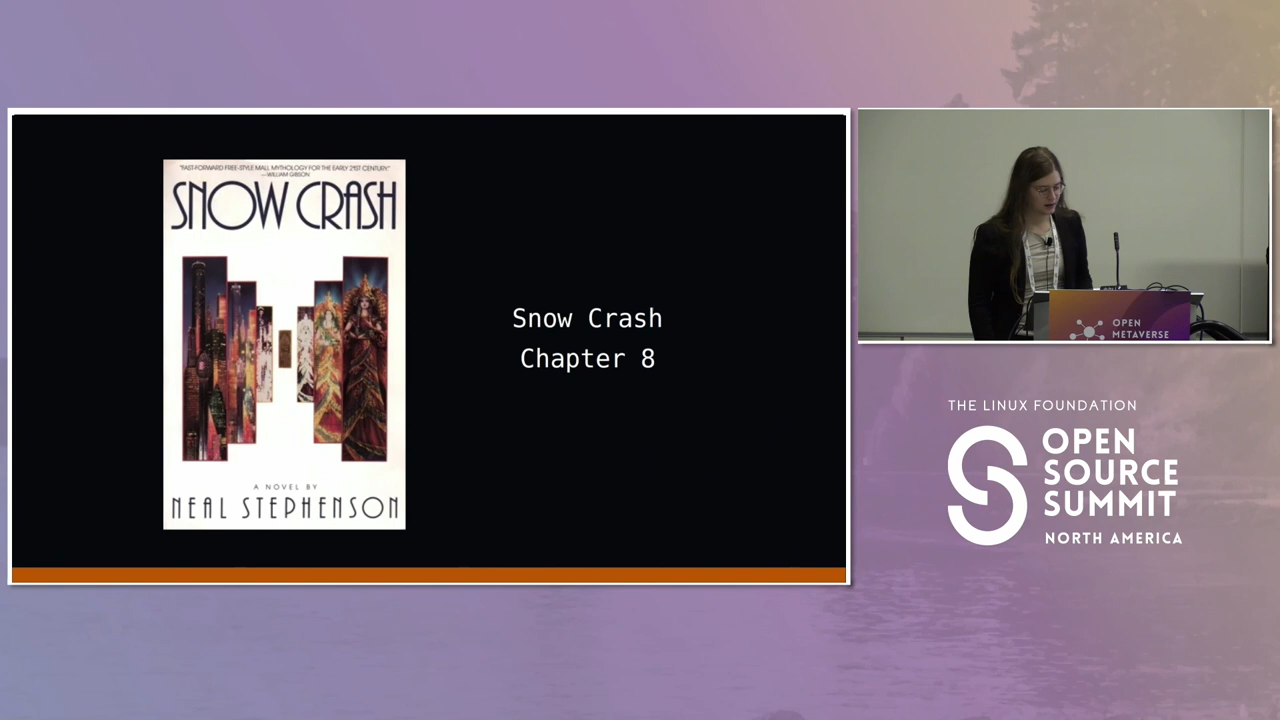 "FAST-FORWARD FREE-STYLE MALL MYTHOLOGY FOR THE EARLY 21ST CENTURY."
—WILLIAM GIBSON
SNOW CRASH
A NOVEL BY
NEAL STEPHENSON
Snow Crash
Chapter 8
OPEN
METAVERSE
THE LINUX FOUNDATION
OPEN
SOURCE
SUMMIT
NORTH AMERICA